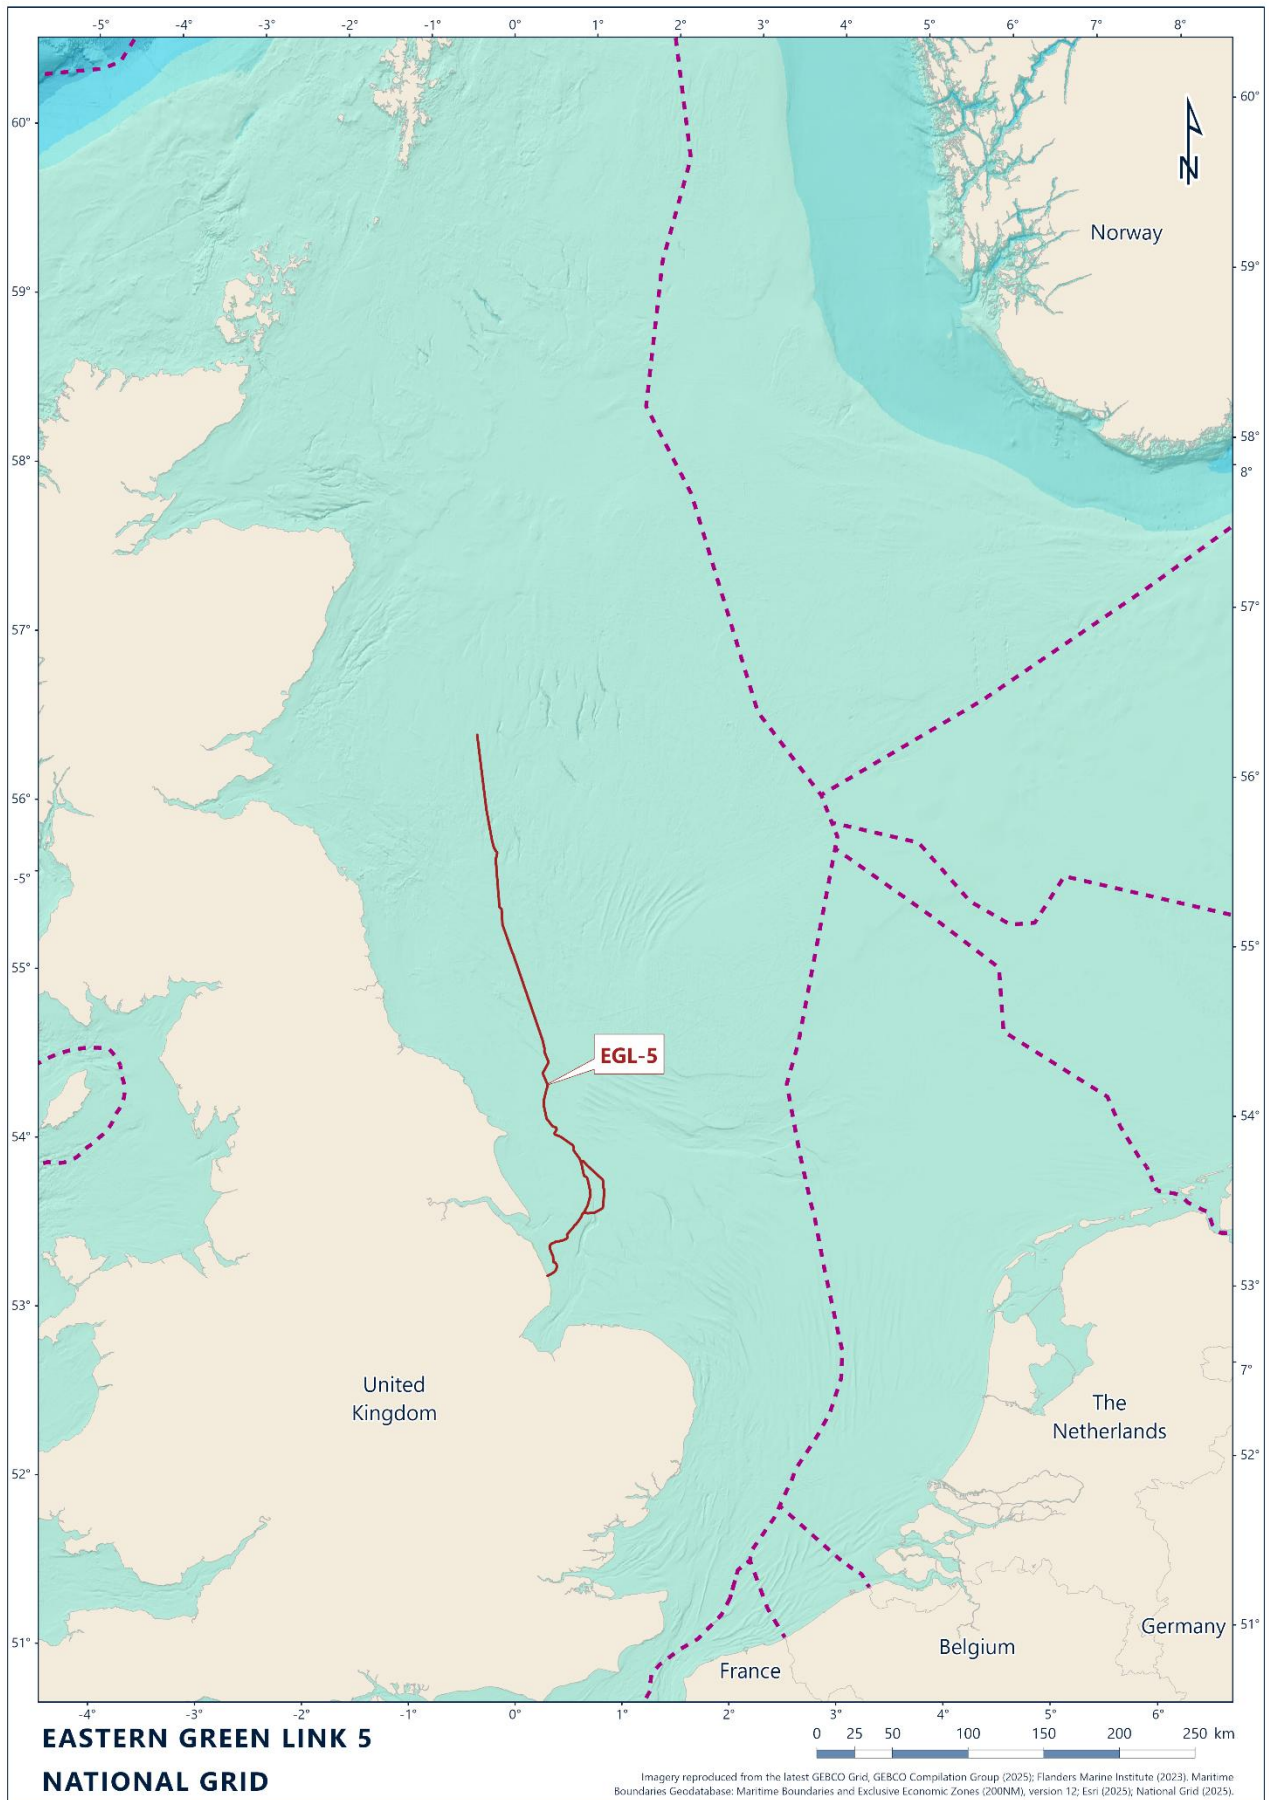 -5° -4° -3° -2° -1° 0° 1° 2° 3° 4° 5° 6° 7° 8°
60° 60°
N
Norway
59° 59°
58° 58°
8°
57° 57°
56° 56°
-5°
55° 55°
EGL-5
54° 54°
53° 53°
7°
United
Kingdom
The
Netherlands
52° 52°
51° 51°
Germany
Belgium
France
-4° -3° -2° -1° 0° 1° 2° 3° 4° 5° 6°
EASTERN GREEN LINK 5
NATIONAL GRID
0 25 50 100 150 200 250 km
Imagery reproduced from the latest GEBCO Grid, GEBCO Compilation Group (2025); Flanders Marine Institute (2023). Maritime
Boundaries Geodatabase: Maritime Boundaries and Exclusive Economic Zones (200NM), version 12; Esri (2025); National Grid (2025).